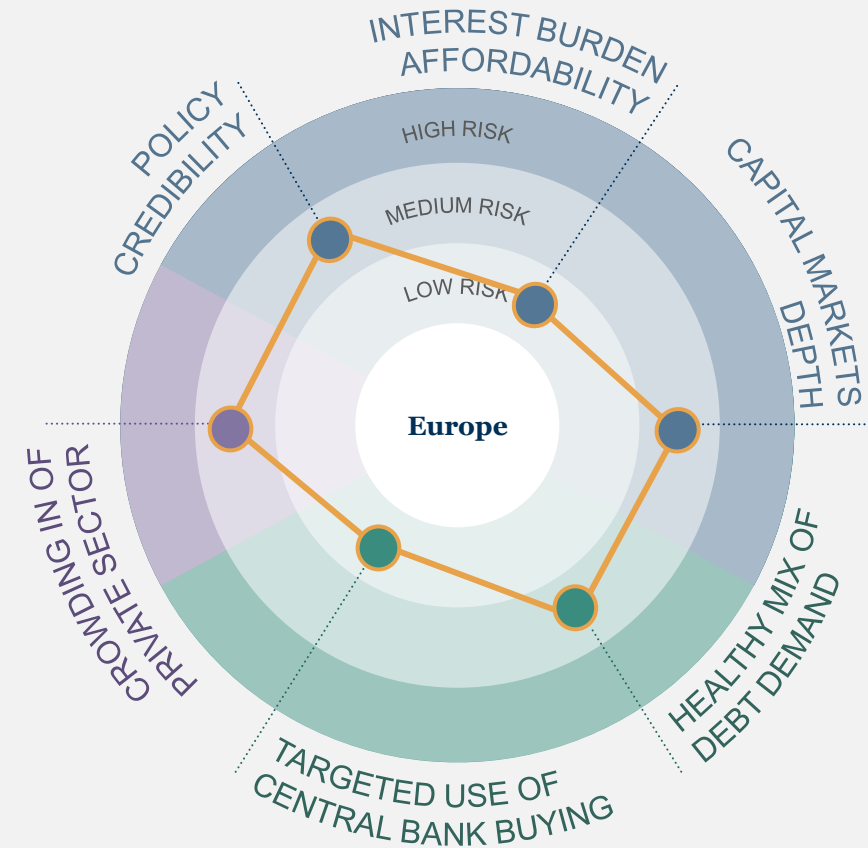 INTEREST BURDEN
AFFORDABILITY
POLICY
CREDIBILITY
HIGH RISK
MEDIUM RISK
LOW RISK
CAPITAL MARKETS
DEPTH
Europe
CROWDING IN OF
PRIVATE SECTOR
HEALTHY MIX OF
DEBT DEMAND
TARGETED USE OF
CENTRAL BANK BUYING